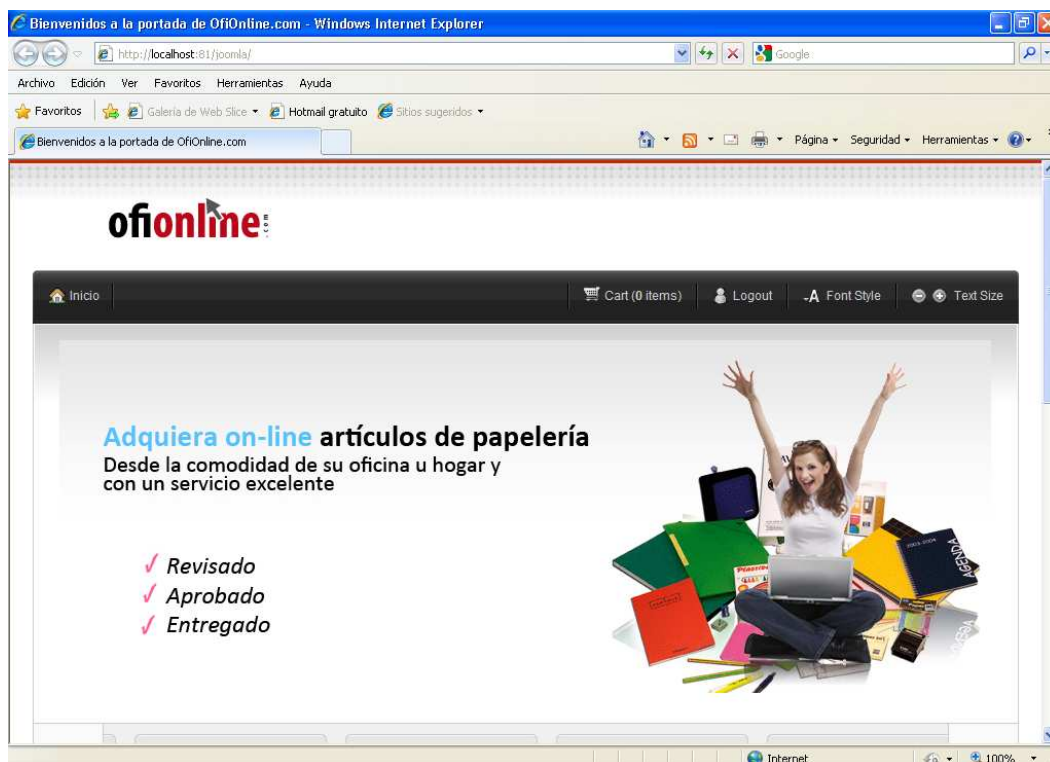 Bienvenidos a la portada de OfiOnline.com - Windows Internet Explorer
http://localhost:81/joomla/
Google
Archivo Edición Ver Favoritos Herramientas Ayuda
Favoritos Galería de Web Slice Hotmail gratuito Sitios sugeridos
Bienvenidos a la portada de OfiOnline.com
Página Seguridad Herramientas
ofionline.com
Inicio Cart (0 items) Logout -A Font Style Text Size
Adquiera on-line artículos de papelería
Desde la comodidad de su oficina u hogar y
con un servicio excelente
✓ Revisado
✓ Aprobado
✓ Entregado
2003-2004
AGENDA
Internet 100%